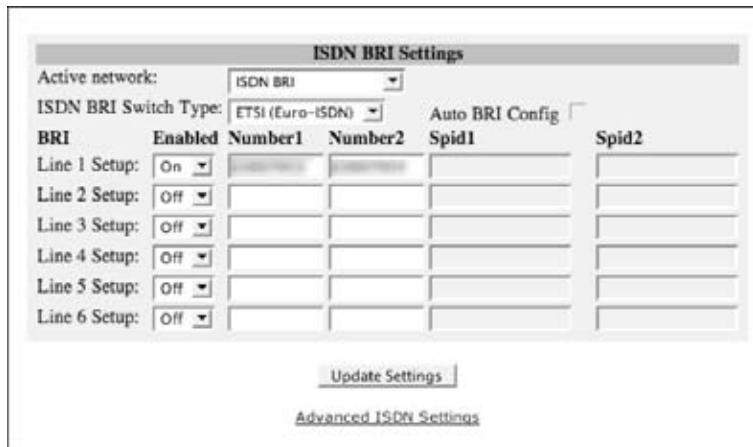 ISDN BRI Settings
Active network: ISDN BRI
ISDN BRI Switch Type: ETSI (Euro-ISDN) Auto BRI Config
BRI Enabled Number1 Number2 Spid1 Spid2
Line 1 Setup: On
Line 2 Setup: Off
Line 3 Setup: Off
Line 4 Setup: Off
Line 5 Setup: Off
Line 6 Setup: Off
Update Settings
Advanced ISDN Settings